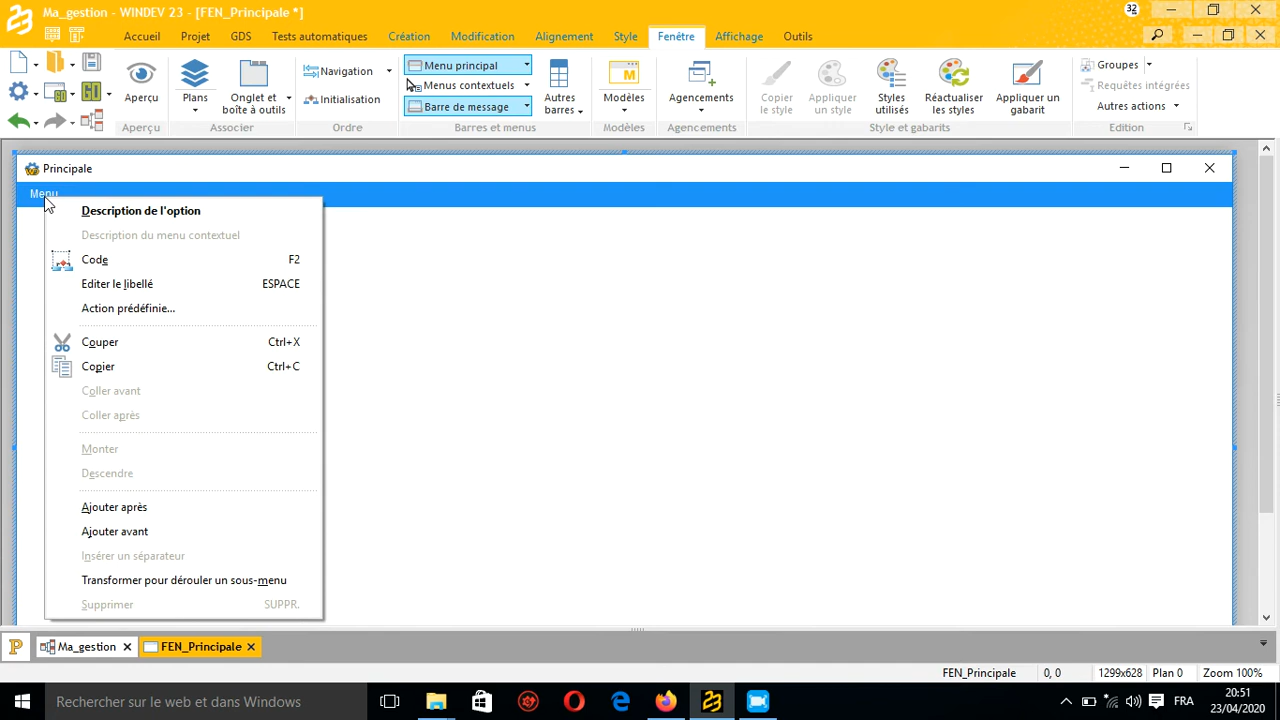 Ma_gestion - WINDEV 23 - [FEN_Principale *]
32
Accueil Projet GDS Tests automatiques Création Modification Alignement Style Fenêtre Affichage Outils
Aperçu
Plans
Onglet et boîte à outils
Navigation
Initialisation
Menu principal
Menus contextuels
Barre de message
Autres barres
Modèles
Agencements
Copier le style
Appliquer un style
Styles utilisés
Réactualiser les styles
Appliquer un gabarit
Groupes
Requêtes intégrées
Autres actions
Aperçu Associer Ordre Barres et menus Modèles Agencements Style et gabarits Edition
Principale
Menu
Description de l'option
Description du menu contextuel
Code F2
Editer le libellé ESPACE
Action prédéfinie...
Couper Ctrl+X
Copier Ctrl+C
Coller avant
Coller après
Monter
Descendre
Ajouter après
Ajouter avant
Insérer un séparateur
Transformer pour dérouler un sous-menu
Supprimer SUPPR.
Ma_gestion FEN_Principale
FEN_Principale 0, 0 1299x628 Plan 0 Zoom 100%
Rechercher sur le web et dans Windows
FR
20:51
23/04/2020